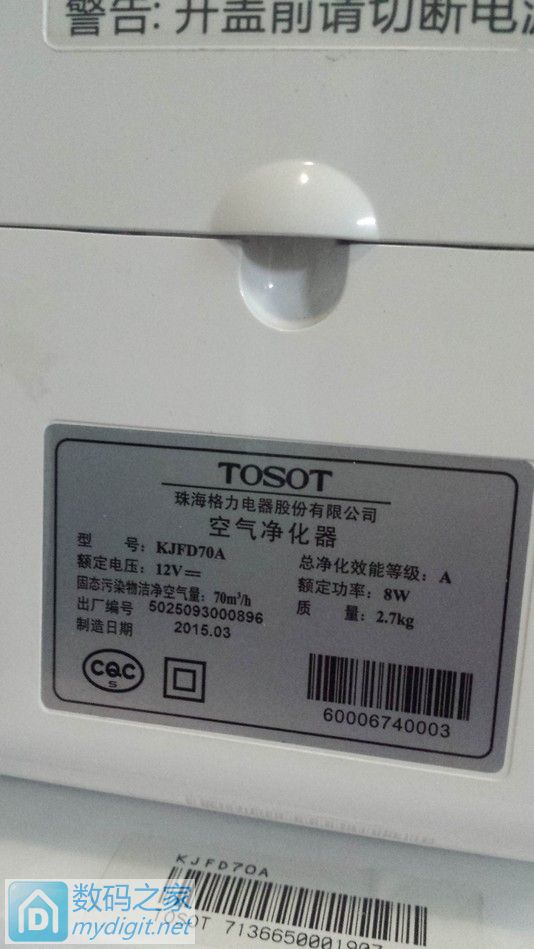 警告: 开盖前请切断电源
TOSOT
珠海格力电器股份有限公司
空气净化器
型 号: KJFD70A
总净化效能等级: A
额定电压: 12V⎓
额定功率: 8W
固态污染物洁净空气量: 70m³/h
质 量: 2.7kg
出厂编号 5025093000896
制造日期 2015.03
CQC
S
60006740003
KJFD70A
TOSOT 7136650001907
数码之家
mydigit.net